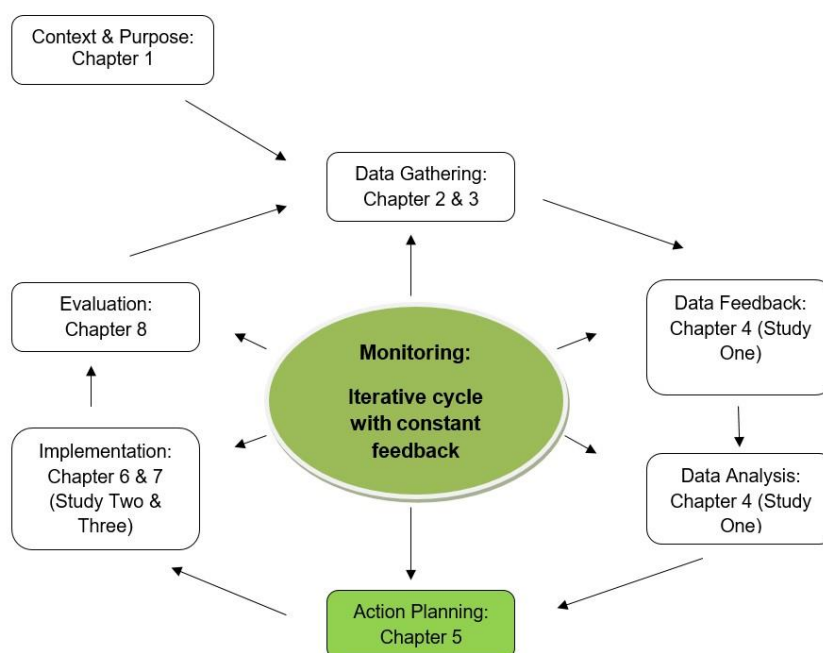 Context & Purpose:
Chapter 1
Data Gathering:
Chapter 2 & 3
Evaluation:
Chapter 8
Monitoring:
Iterative cycle
with constant
feedback
Data Feedback:
Chapter 4 (Study
One)
Implementation:
Chapter 6 & 7
(Study Two &
Three)
Data Analysis:
Chapter 4 (Study
One)
Action Planning:
Chapter 5